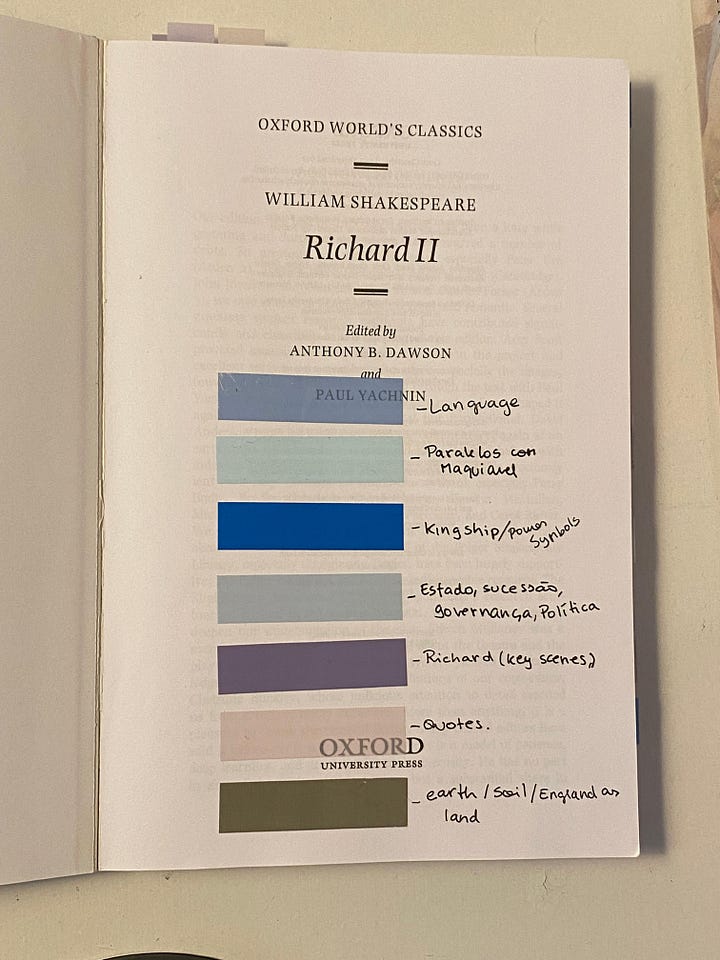 OXFORD WORLD'S CLASSICS
WILLIAM SHAKESPEARE
Richard II
Edited by
ANTHONY B. DAWSON
and
PAUL YACHNIN
–Language
– Paralelos con
Maquiavel
–Kingship/power
symbols
– Estado, sucessão,
governança, Política
–Richard (key scenes)
–Quotes.
OXFORD
UNIVERSITY PRESS
– earth / soil / England as
land